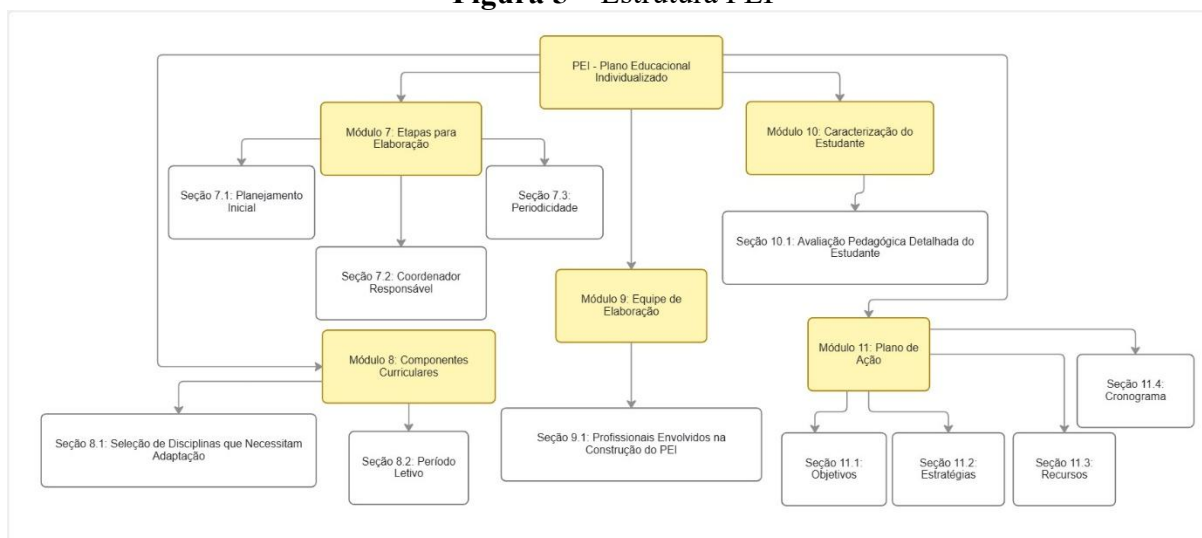 Figura 3 – Estrutura PEI
PEI - Plano Educacional
Individualizado
Módulo 7: Etapas para
Elaboração
Módulo 10: Caracterização do
Estudante
Seção 7.1: Planejamento
Inicial
Seção 7.3:
Periodicidade
Seção 10.1: Avaliação Pedagógica Detalhada do
Estudante
Seção 7.2: Coordenador
Responsável
Módulo 9: Equipe de
Elaboração
Módulo 11: Plano de
Ação
Módulo 8: Componentes
Curriculares
Seção 11.4:
Cronograma
Seção 8.1: Seleção de Disciplinas que Necessitam
Adaptação
Seção 8.2: Período
Letivo
Seção 9.1: Profissionais Envolvidos na
Construção do PEI
Seção 11.1:
Objetivos
Seção 11.2:
Estratégias
Seção 11.3:
Recursos